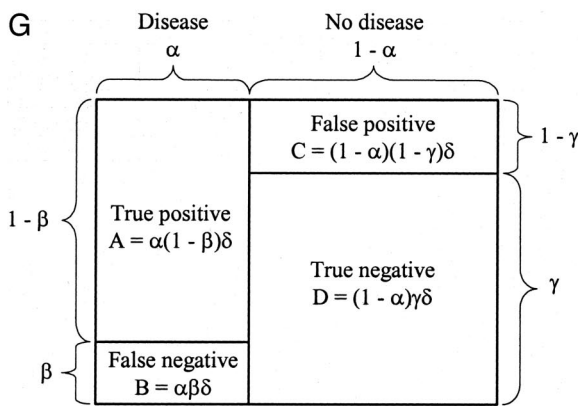 G
Disease
α
No disease
1 - α
False positive
C = (1 - α)(1 - γ)δ
1 - γ
1 - β
True positive
A = α(1 - β)δ
True negative
D = (1 - α)γδ
γ
β
False negative
B = αβδ